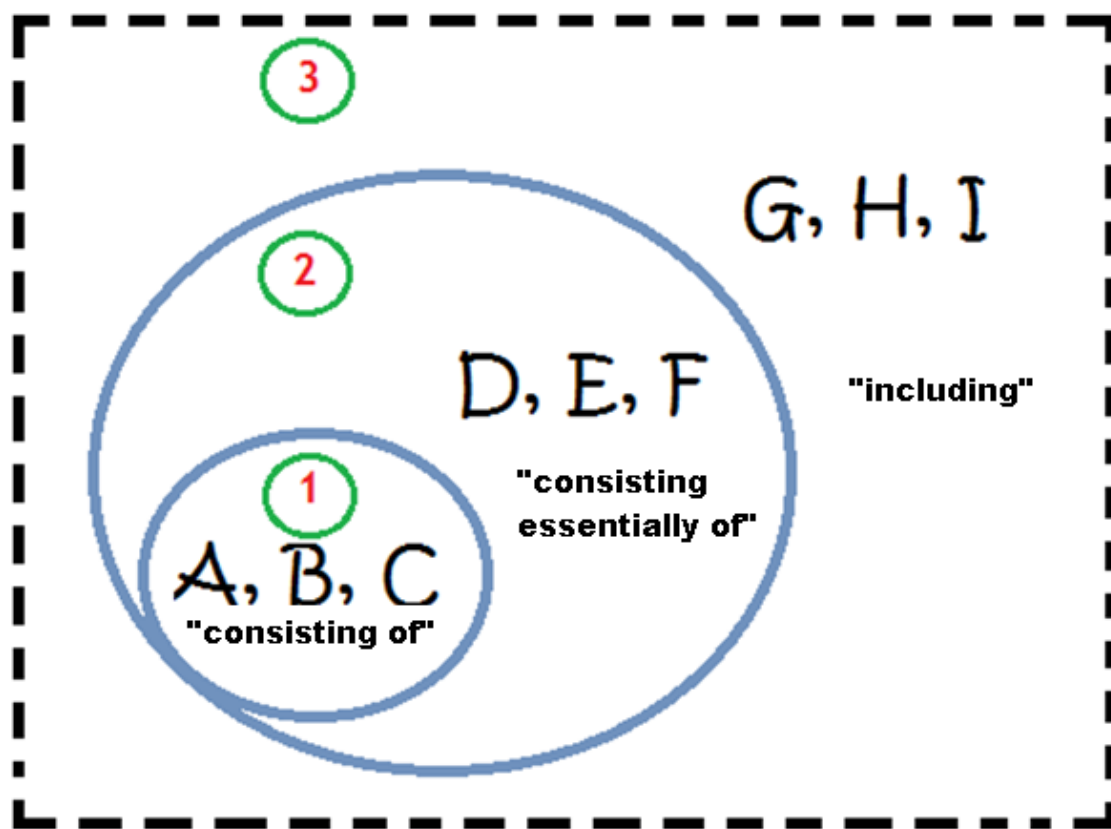 3
G, H, I
2
D, E, F
"including"
"consisting
essentially of"
1
A, B, C
"consisting of"